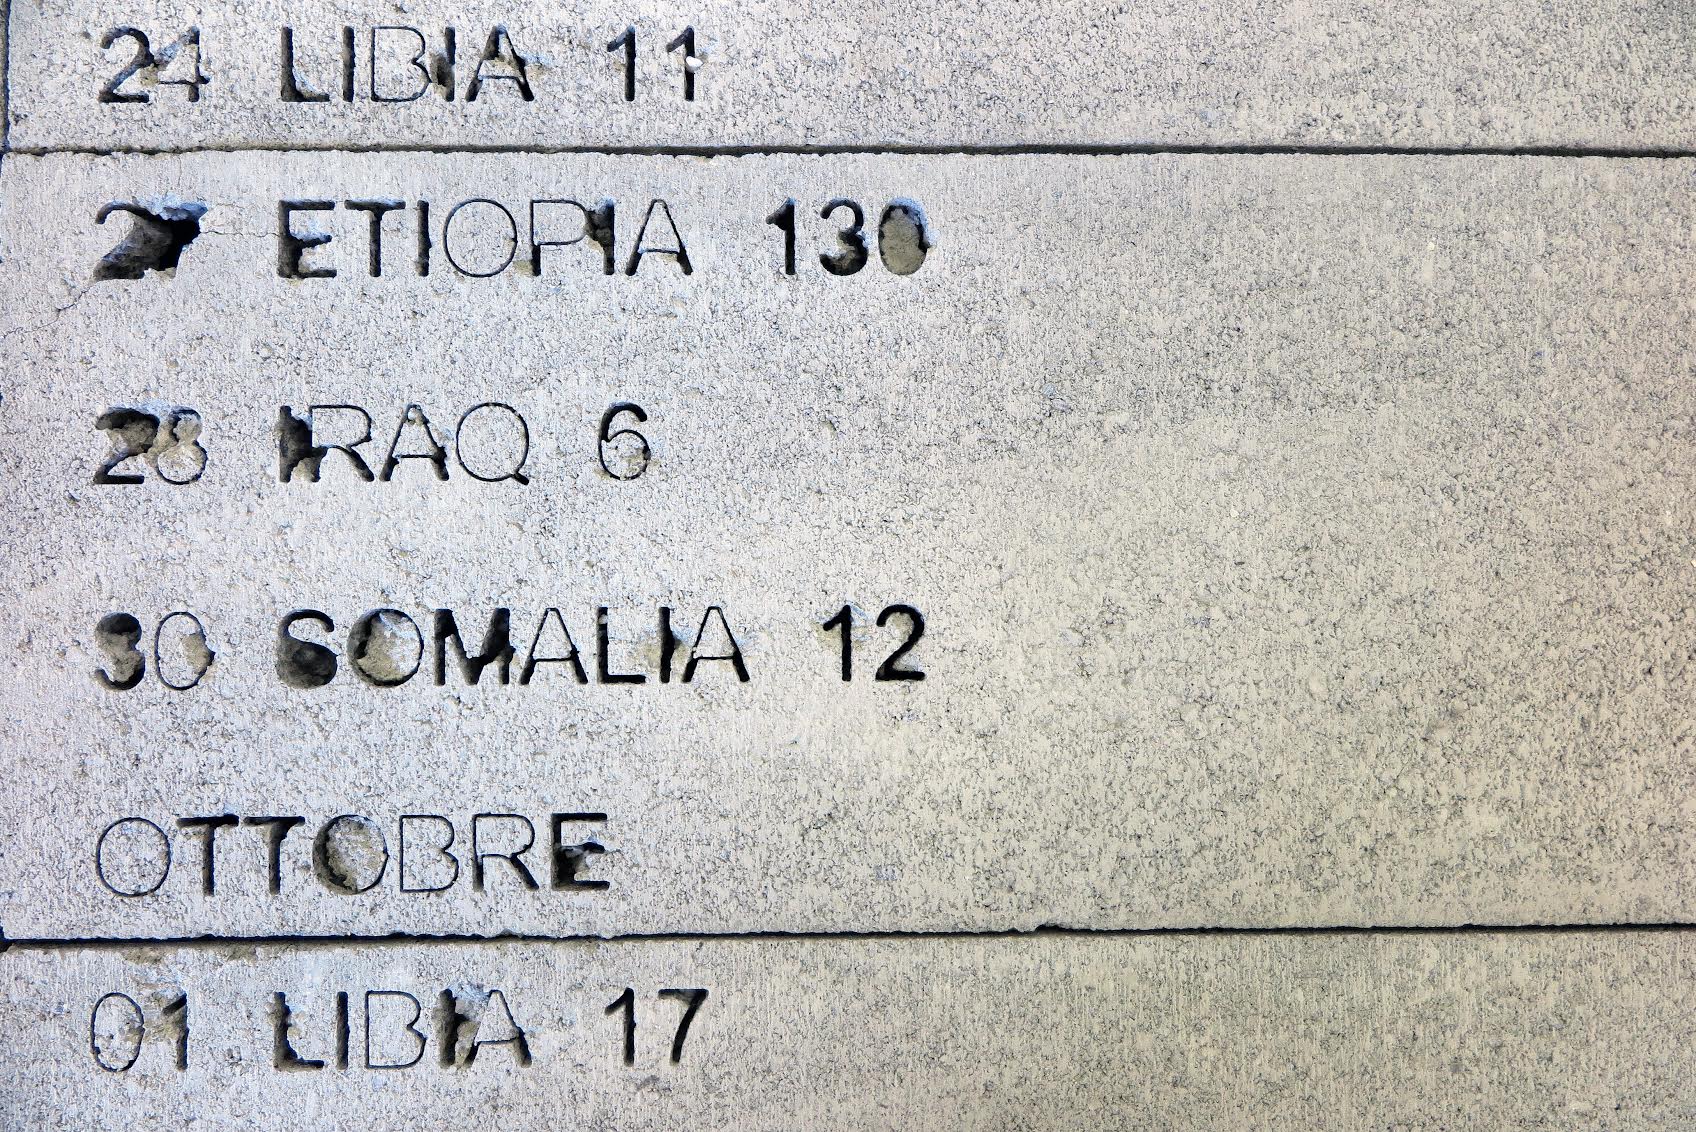 24 LIBIA 11
27 ETIOPIA 130
28 IRAQ 6
30 SOMALIA 12
OTTOBRE
01 LIBIA 17